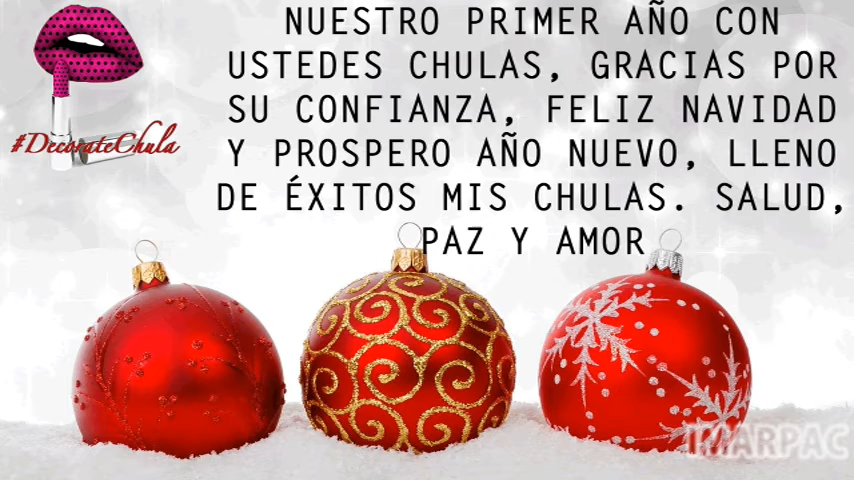 NUESTRO PRIMER AÑO CON
USTEDES CHULAS, GRACIAS POR
SU CONFIANZA, FELIZ NAVIDAD
Y PROSPERO AÑO NUEVO, LLENO
DE ÉXITOS MIS CHULAS. SALUD,
PAZ Y AMOR
#DecorateChula
IMARPAC